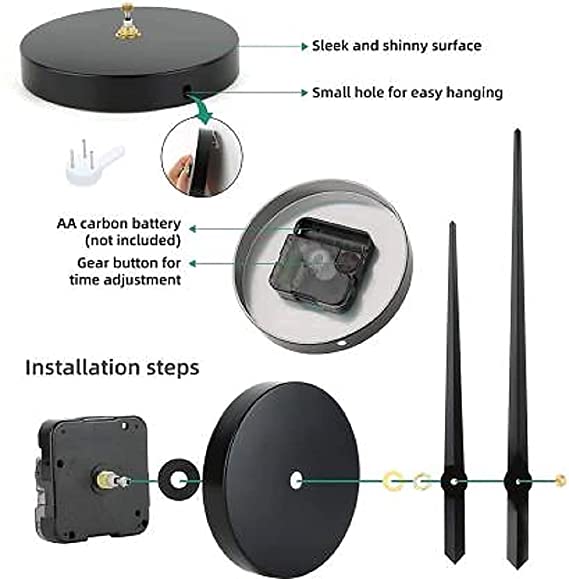 Sleek and shinny surface
Small hole for easy hanging
AA carbon battery
(not included)
Gear button for
time adjustment
Installation steps